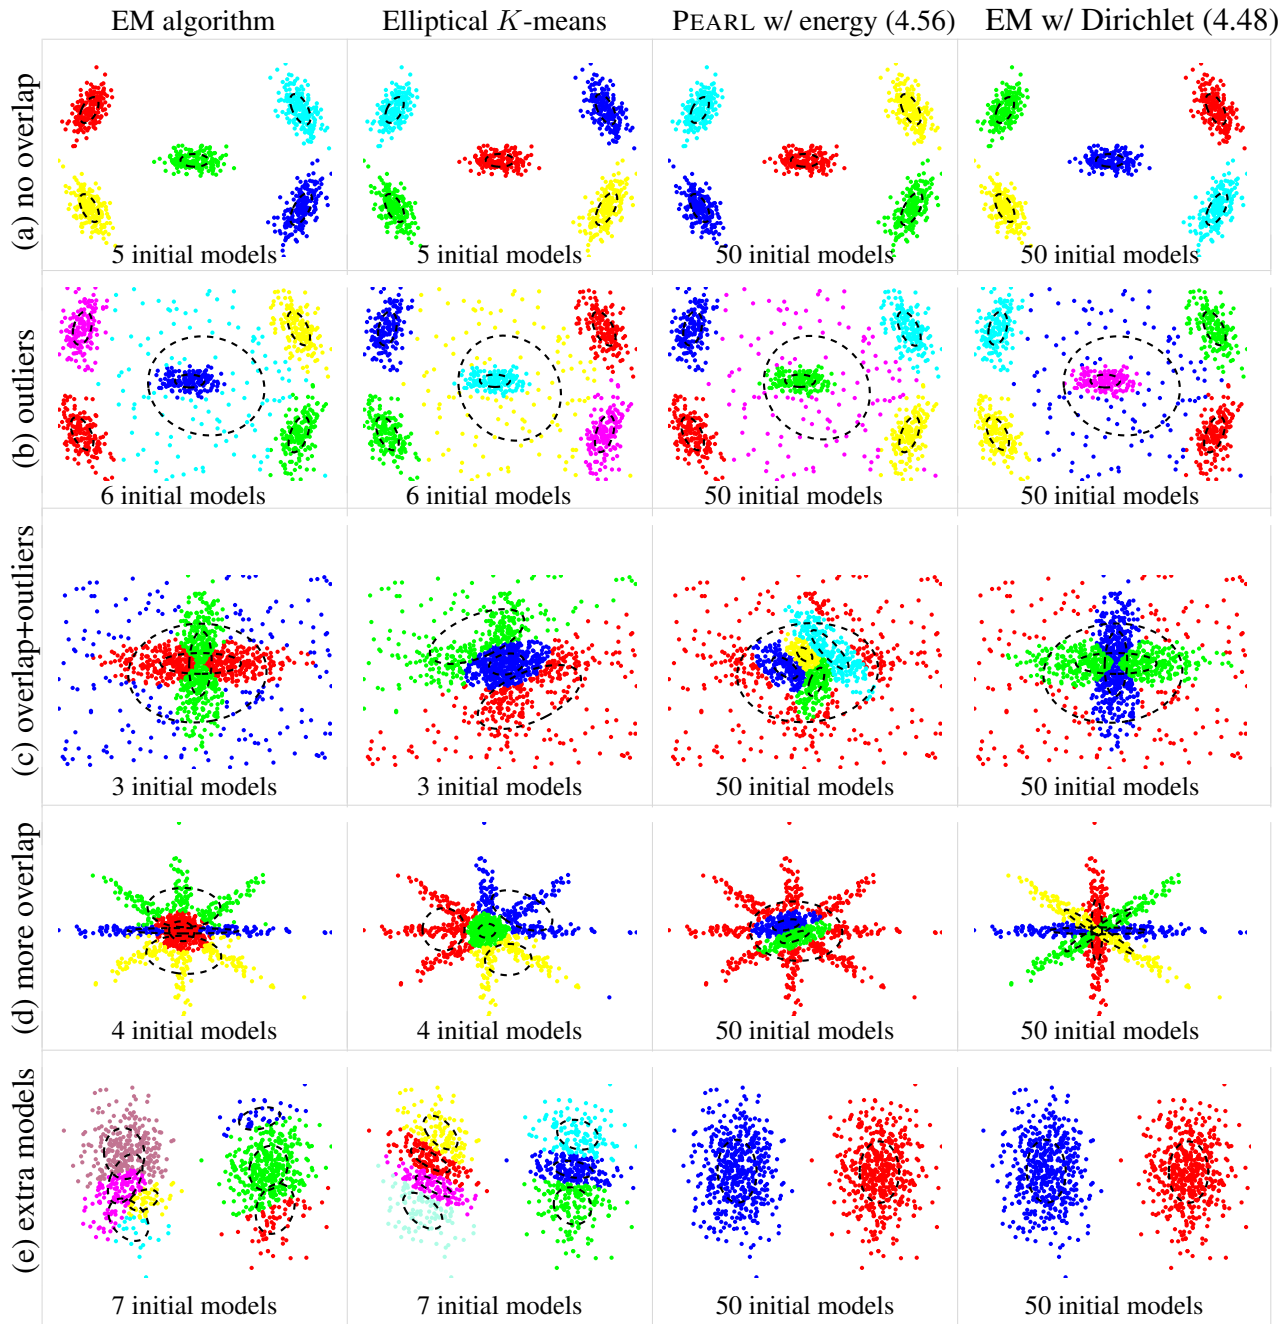 EM algorithm Elliptical K-means PEARL w/ energy (4.56) EM w/ Dirichlet (4.48)
(a) no overlap
5 initial models 5 initial models 50 initial models 50 initial models
(b) outliers
6 initial models 6 initial models 50 initial models 50 initial models
(c) overlap+outliers
3 initial models 3 initial models 50 initial models 50 initial models
(d) more overlap
4 initial models 4 initial models 50 initial models 50 initial models
(e) extra models
7 initial models 7 initial models 50 initial models 50 initial models